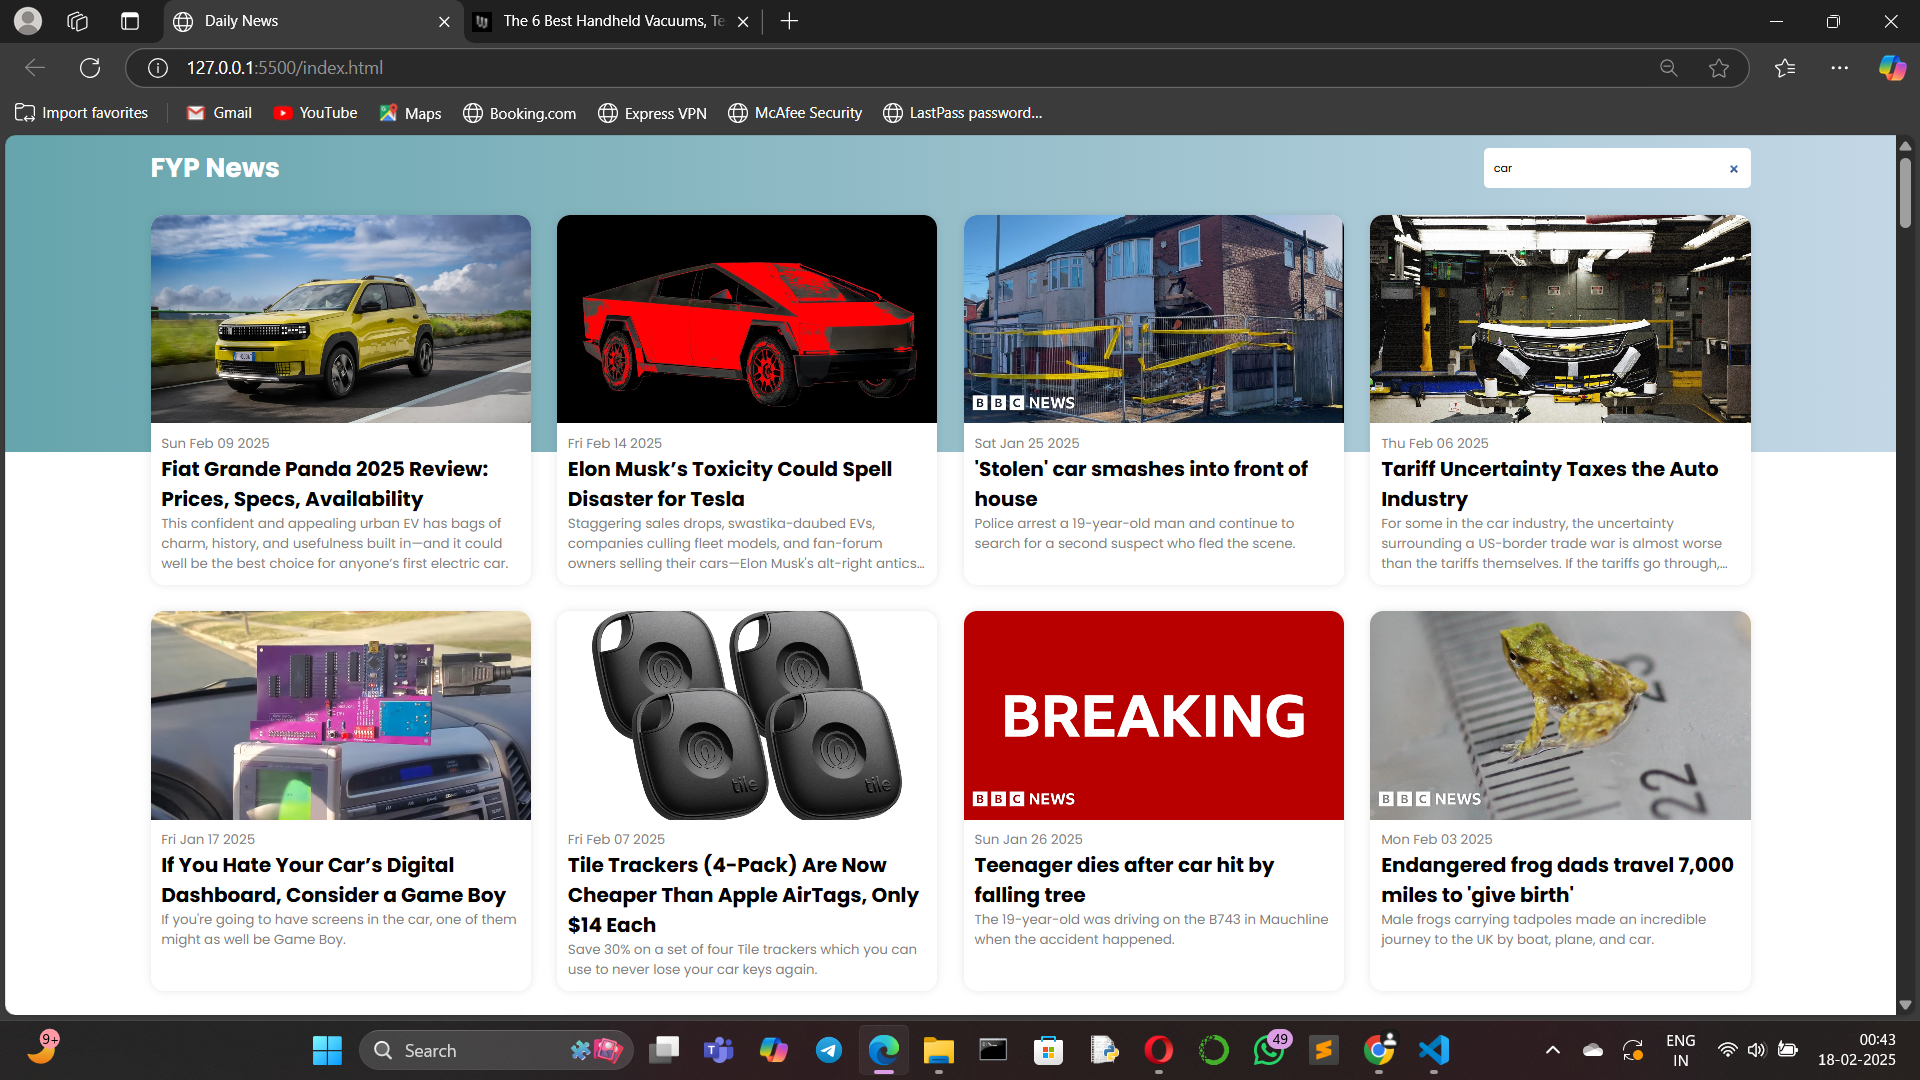 Daily News
The 6 Best Handheld Vacuums, Te
127.0.0.1:5500/index.html
Import favorites
Gmail
YouTube
Maps
Booking.com
Express VPN
McAfee Security
LastPass password...
FYP News
car
BBC NEWS
Sun Feb 09 2025
Fiat Grande Panda 2025 Review:
Prices, Specs, Availability
This confident and appealing urban EV has bags of
charm, history, and usefulness built in—and it could
well be the best choice for anyone’s first electric car.
Fri Feb 14 2025
Elon Musk’s Toxicity Could Spell
Disaster for Tesla
Staggering sales drops, swastika-daubed EVs,
companies culling fleet models, and fan-forum
owners selling their cars—Elon Musk's alt-right antics...
Sat Jan 25 2025
'Stolen' car smashes into front of
house
Police arrest a 19-year-old man and continue to
search for a second suspect who fled the scene.
Thu Feb 06 2025
Tariff Uncertainty Taxes the Auto
Industry
For some in the car industry, the uncertainty
surrounding a US-border trade war is almost worse
than the tariffs themselves. If the tariffs go through,...
tile
tile
BREAKING
BBC NEWS
22
BBC NEWS
Fri Jan 17 2025
If You Hate Your Car’s Digital
Dashboard, Consider a Game Boy
If you're going to have screens in the car, one of them
might as well be Game Boy.
Fri Feb 07 2025
Tile Trackers (4-Pack) Are Now
Cheaper Than Apple AirTags, Only
$14 Each
Save 30% on a set of four Tile trackers which you can
use to never lose your car keys again.
Sun Jan 26 2025
Teenager dies after car hit by
falling tree
The 19-year-old was driving on the B743 in Mauchline
when the accident happened.
Mon Feb 03 2025
Endangered frog dads travel 7,000
miles to 'give birth'
Male frogs carrying tadpoles made an incredible
journey to the UK by boat, plane, and car.
9+
Search
49
ENG
IN
00:43
18-02-2025